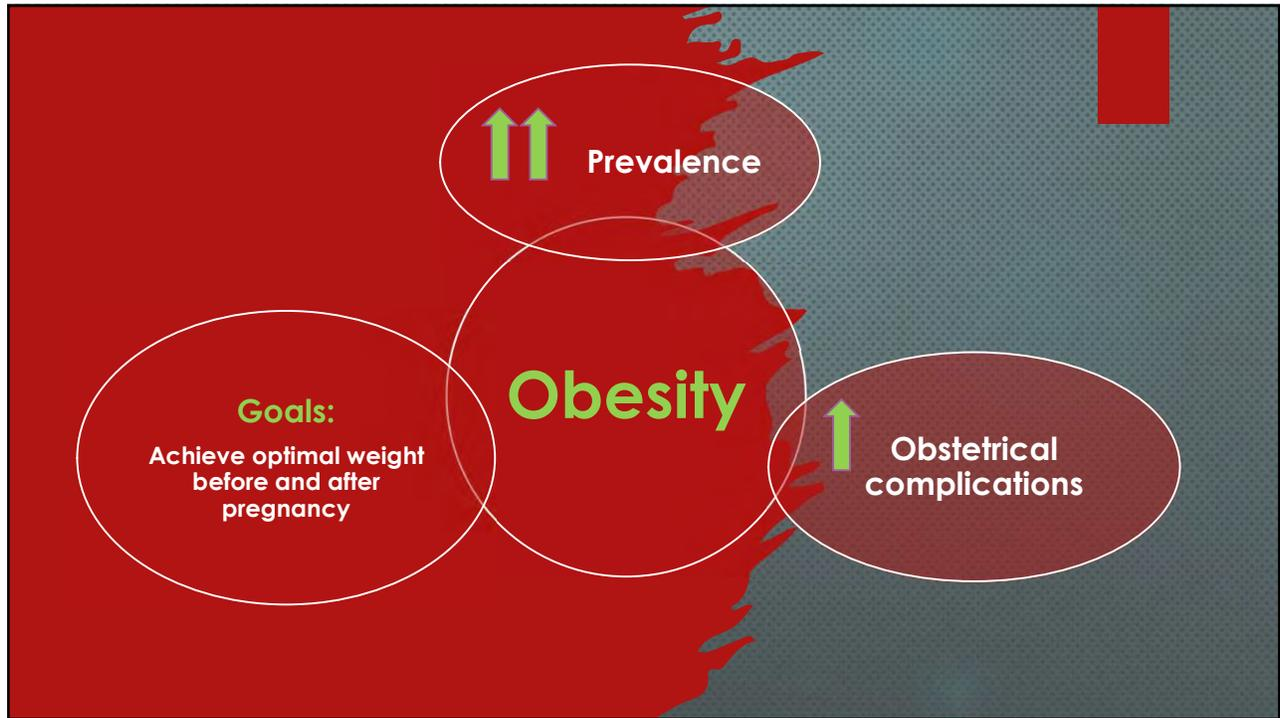 Prevalence
Obesity
Goals:
Achieve optimal weight
before and after
pregnancy
Obstetrical
complications